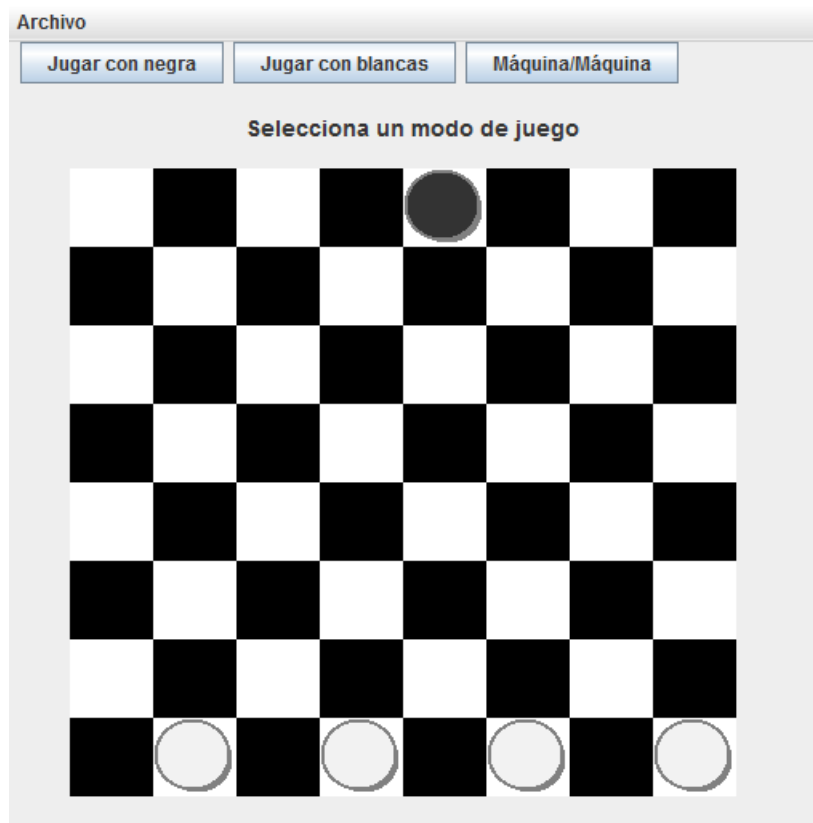 Archivo
Jugar con negra Jugar con blancas Máquina/Máquina
Selecciona un modo de juego